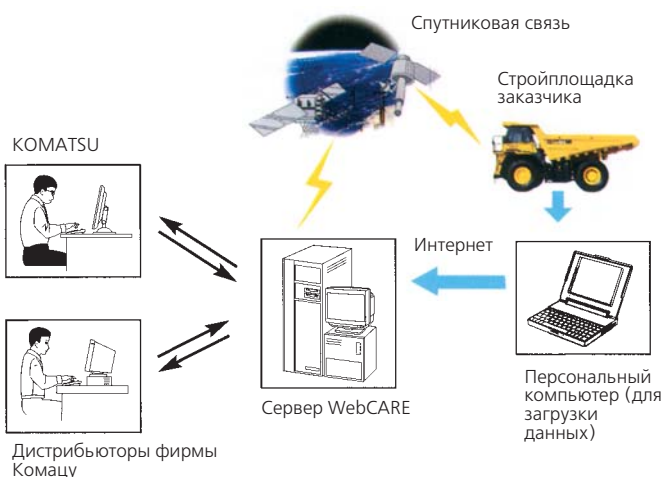 Спутниковая связь
Стройплощадка
заказчика
KOMATSU
Интернет
Сервер WebCARE
Персональный
компьютер (для
загрузки
данных)
Дистрибьюторы фирмы
Комацу